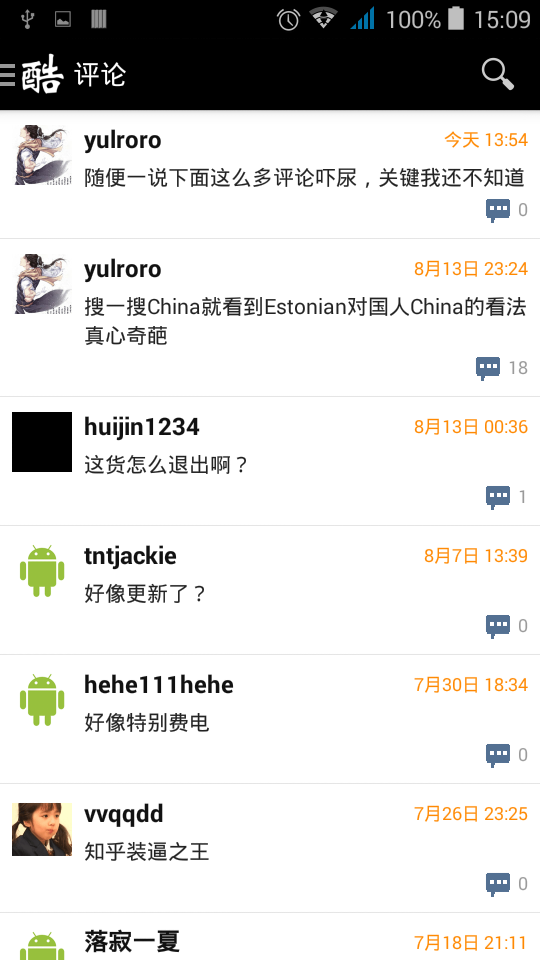 100% 15:09
酷 评论
yulroro 今天 13:54
随便一说下面这么多评论吓尿，关键我还不知道
0
yulroro 8月13日 23:24
搜一搜China就看到Estonian对国人China的看法
真心奇葩
18
huijin1234 8月13日 00:36
这货怎么退出啊？
1
tntjackie 8月7日 13:39
好像更新了？
0
hehe111hehe 7月30日 18:34
好像特别费电
0
vvqqdd 7月26日 23:25
知乎装逼之王
0
落寂一夏 7月18日 21:11